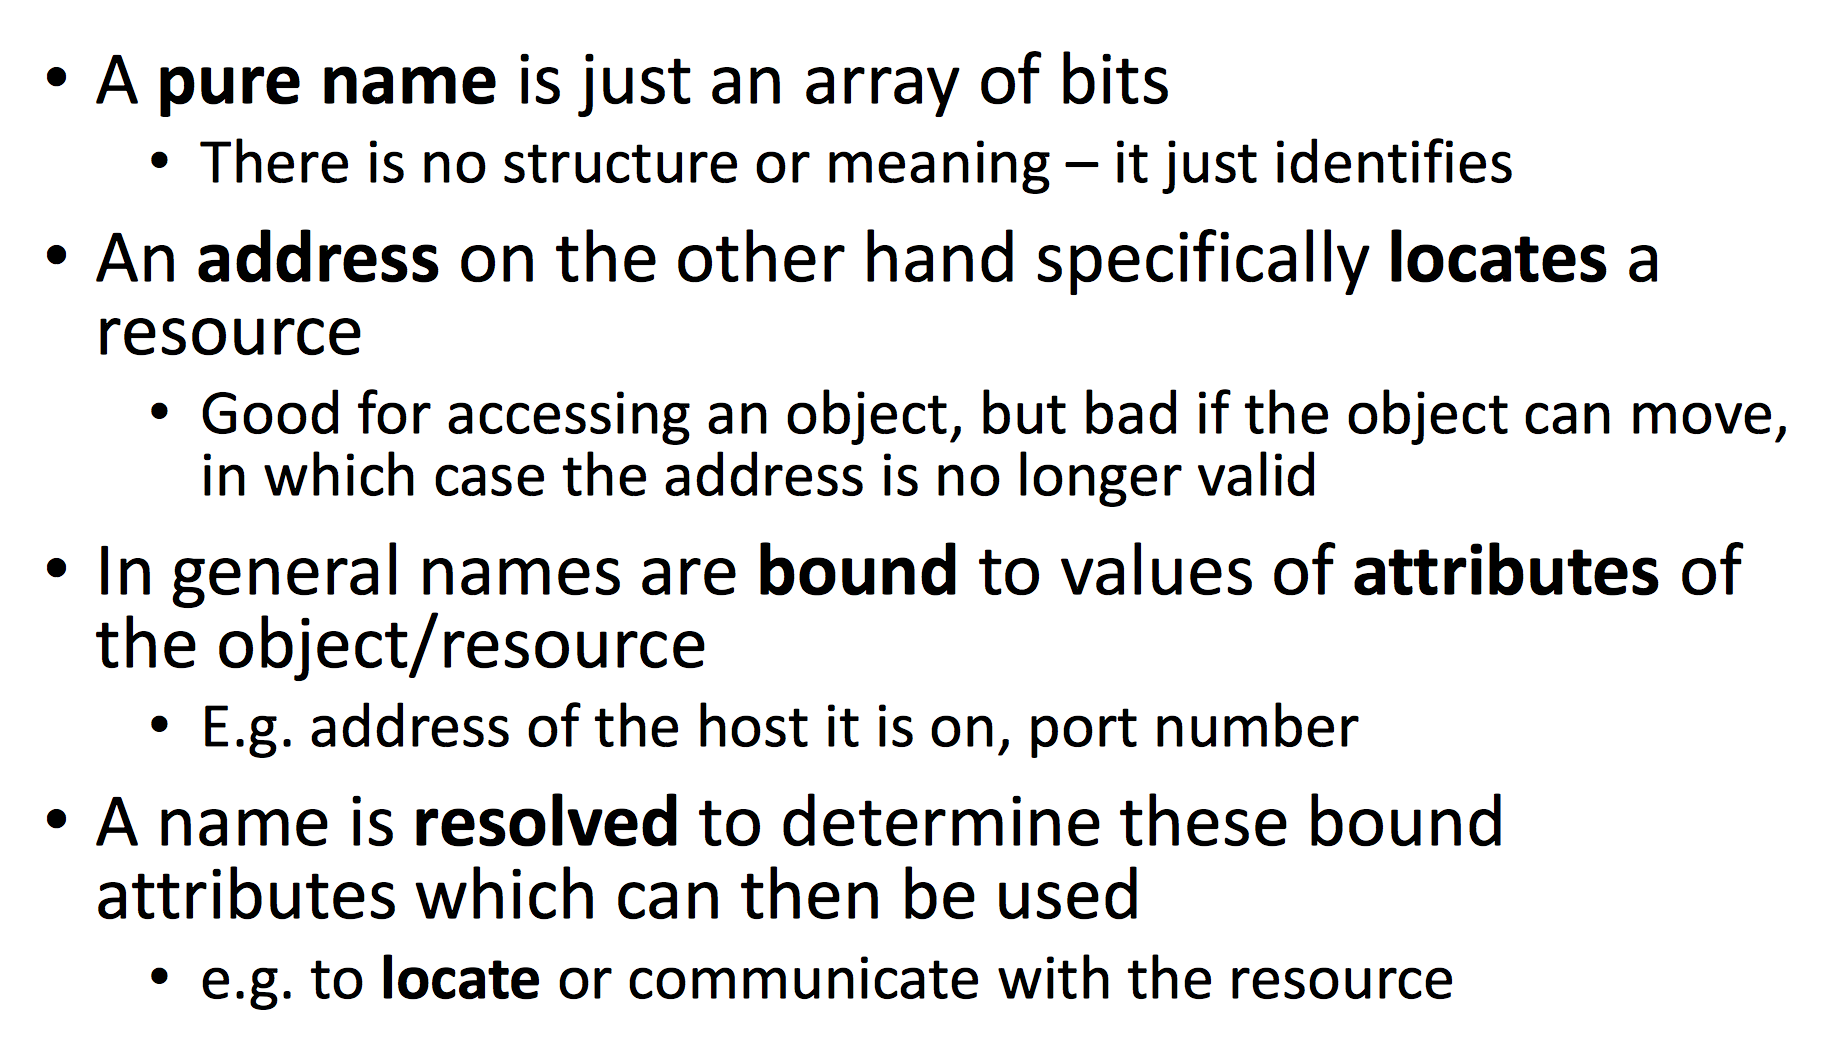 • A pure name is just an array of bits
• There is no structure or meaning – it just identifies
• An address on the other hand specifically locates a
resource
• Good for accessing an object, but bad if the object can move,
in which case the address is no longer valid
• In general names are bound to values of attributes of
the object/resource
• E.g. address of the host it is on, port number
• A name is resolved to determine these bound
attributes which can then be used
• e.g. to locate or communicate with the resource